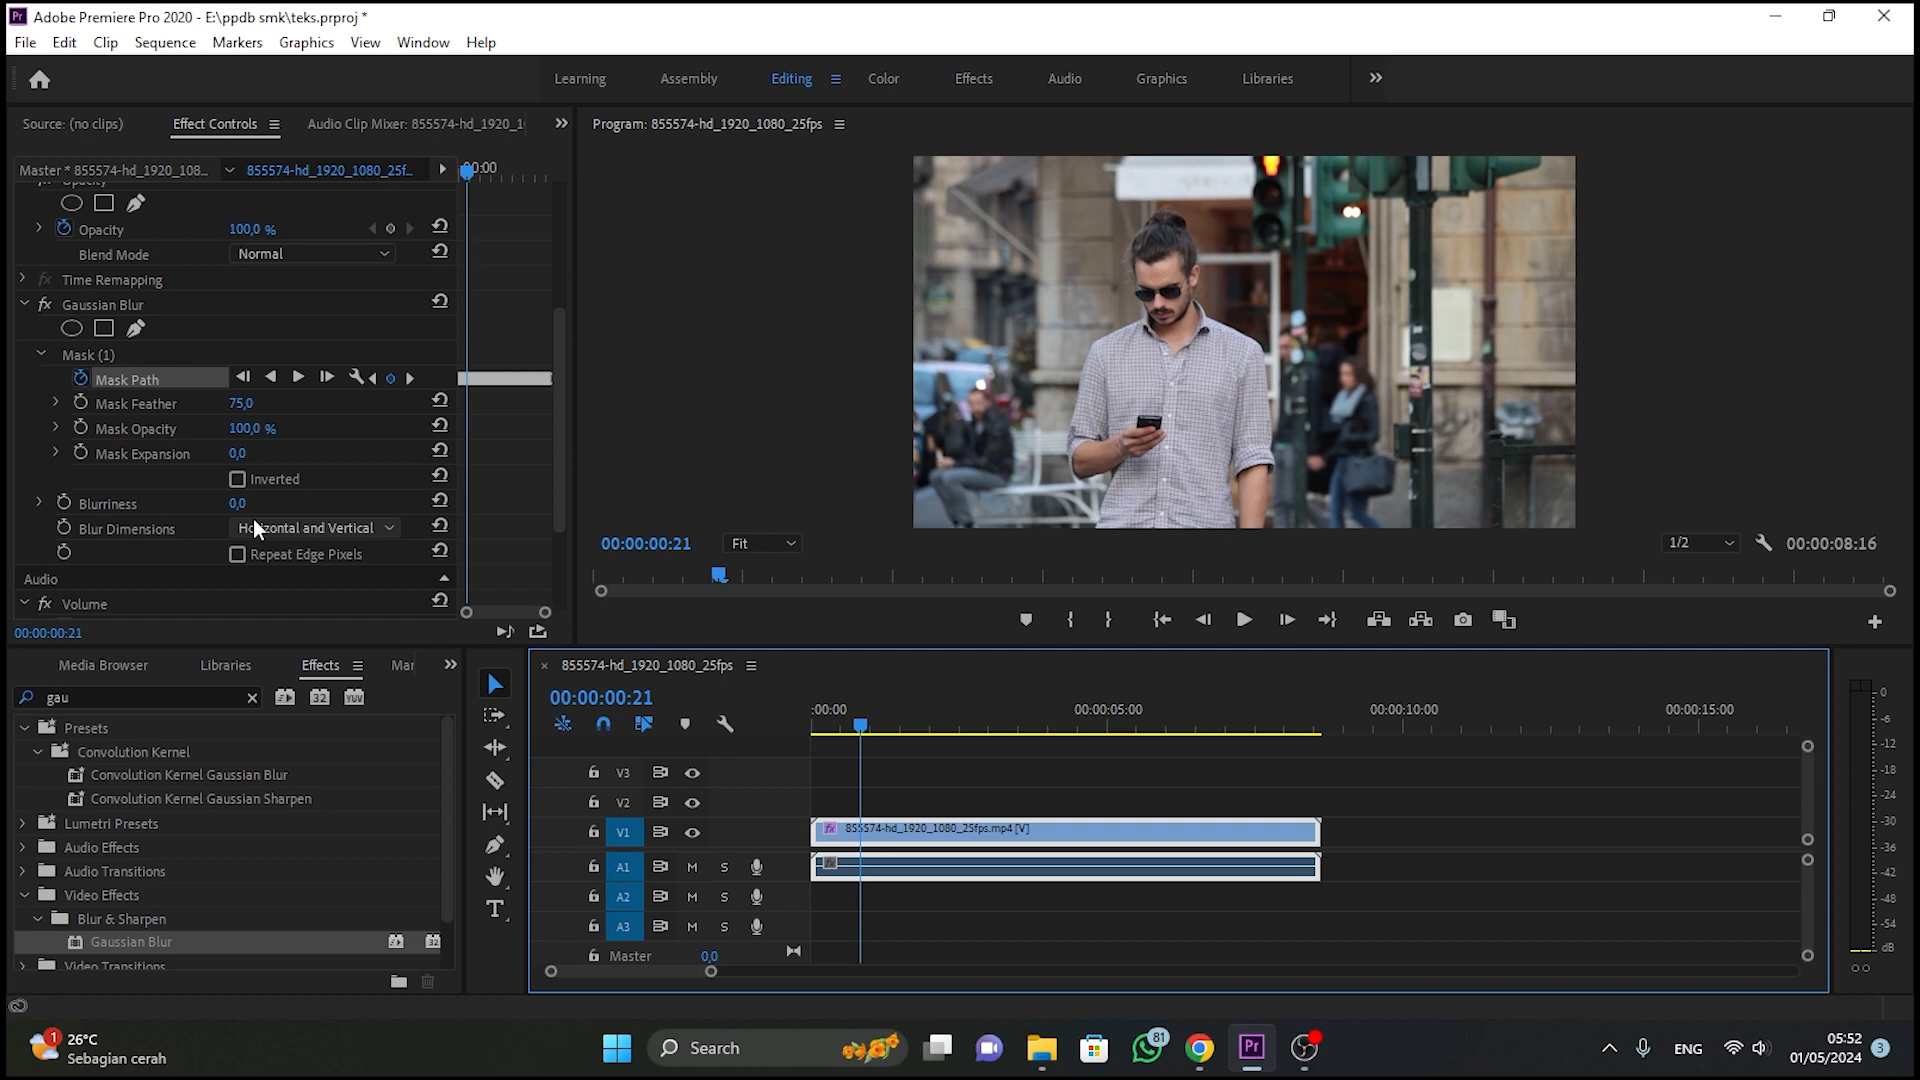 Adobe Premiere Pro 2020 - E:\ppdb smk\teks.prproj *
File Edit Clip Sequence Markers Graphics View Window Help
Learning Assembly Editing Color Effects Audio Graphics Libraries
Source: (no clips) Effect Controls Audio Clip Mixer: 855574-hd_1920_1
Program: 855574-hd_1920_1080_25fps
Master * 855574-hd_1920_108... 855574-hd_1920_1080_25f... :00:00
Opacity
Opacity 100,0 %
Blend Mode Normal
Time Remapping
fx Gaussian Blur
Mask (1)
Mask Path
Mask Feather 75,0
Mask Opacity 100,0 %
Mask Expansion 0,0
Inverted
Blurriness 0,0
Blur Dimensions Horizontal and Vertical
Repeat Edge Pixels
Audio
fx Volume
00:00:00:21
00:00:00:21 Fit 1/2 00:00:08:16
Media Browser Libraries Effects Mar
gau
32 YUV
Presets
Convolution Kernel
Convolution Kernel Gaussian Blur
Convolution Kernel Gaussian Sharpen
Lumetri Presets
Audio Effects
Audio Transitions
Video Effects
Blur & Sharpen
Gaussian Blur 32
Video Transitions
855574-hd_1920_1080_25fps
00:00:00:21
:00:00 00:00:05:00 00:00:10:00 00:00:15:00
V3
V2
V1 fx 855574-hd_1920_1080_25fps.mp4 [V]
A1 M S fx
A2 M S
A3 M S
Master 0,0
0
-6
-12
-18
-24
-30
-36
-42
-48
-54
dB
1 26°C
Sebagian cerah
Search
81
Pr
ENG
05:52
01/05/2024
3